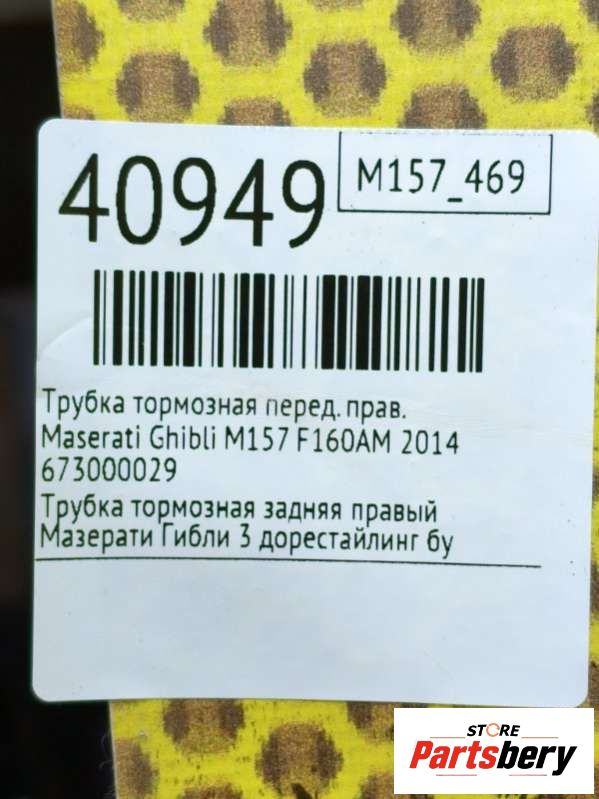 40949
M157_469
Трубка тормозная перед. прав.
Maserati Ghibli M157 F160AM 2014
673000029
Трубка тормозная задняя правый
Мазерати Гибли 3 дорестайлинг бу
STORE
Partsbery